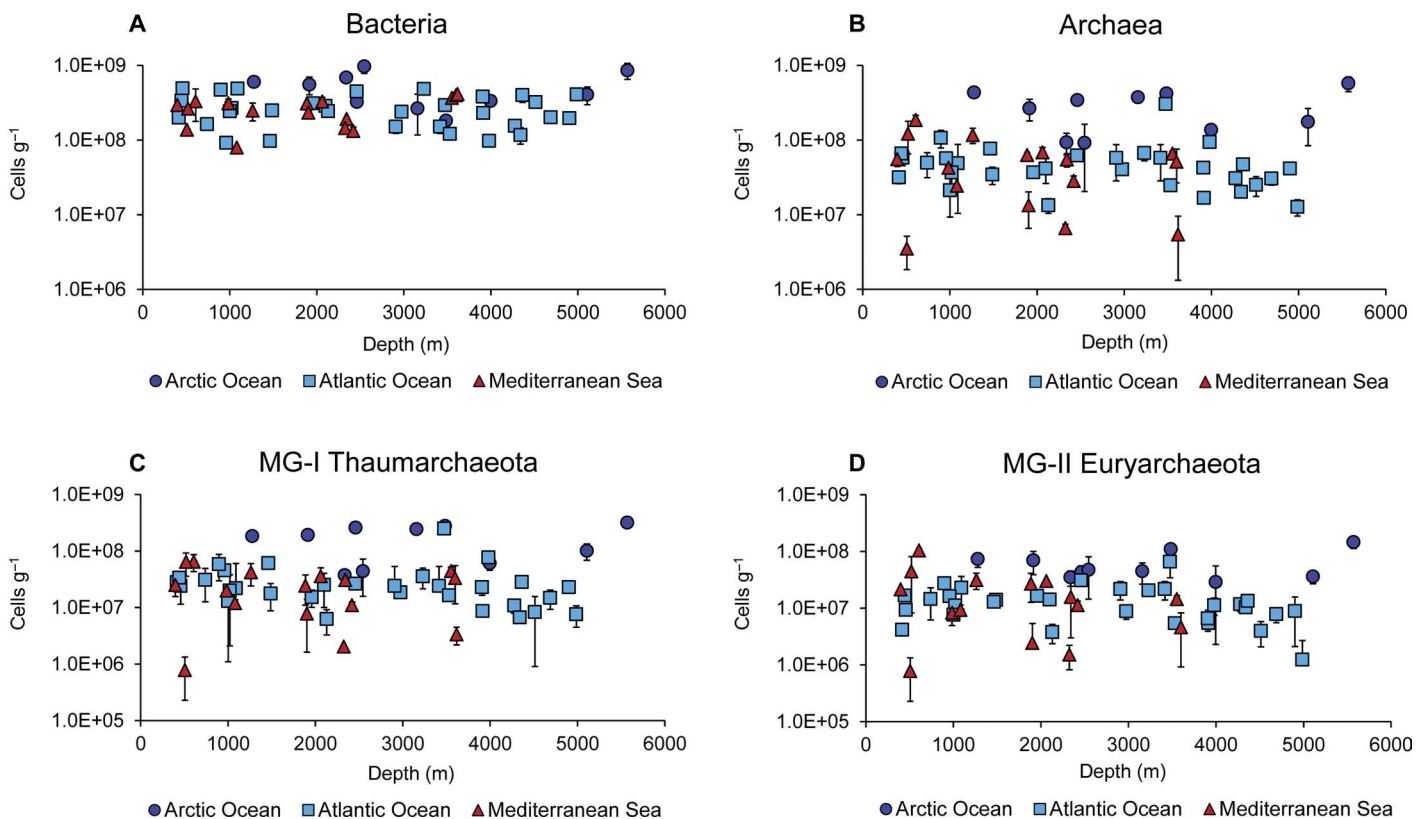 A Bacteria
1.0E+09
1.0E+08
1.0E+07
1.0E+06
Cells g⁻¹
0 1000 2000 3000 4000 5000 6000
Depth (m)
Arctic Ocean Atlantic Ocean Mediterranean Sea
B Archaea
1.0E+09
1.0E+08
1.0E+07
1.0E+06
Cells g⁻¹
0 1000 2000 3000 4000 5000 6000
Depth (m)
Arctic Ocean Atlantic Ocean Mediterranean Sea
C MG-I Thaumarchaeota
1.0E+09
1.0E+08
1.0E+07
1.0E+06
1.0E+05
Cells g⁻¹
0 1000 2000 3000 4000 5000 6000
Depth (m)
Arctic Ocean Atlantic Ocean Mediterranean Sea
D MG-II Euryarchaeota
1.0E+09
1.0E+08
1.0E+07
1.0E+06
1.0E+05
Cells g⁻¹
0 1000 2000 3000 4000 5000 6000
Depth (m)
Arctic Ocean Atlantic Ocean Mediterranean Sea